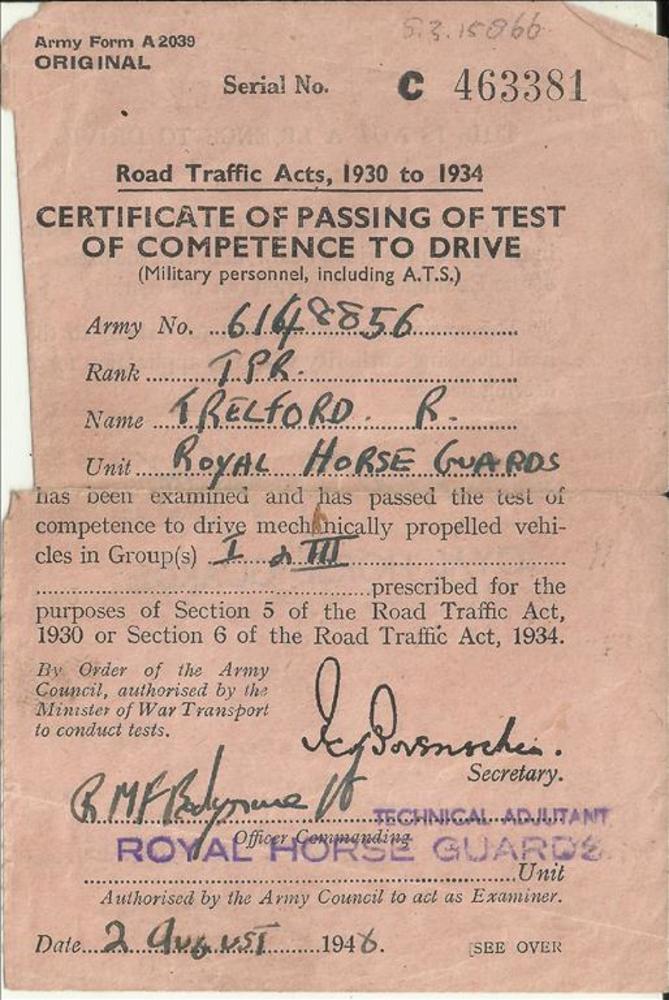 Army Form A 2039
ORIGINAL
Serial No. C 463381
Road Traffic Acts, 1930 to 1934
CERTIFICATE OF PASSING OF TEST
OF COMPETENCE TO DRIVE
(Military personnel, including A.T.S.)
Army No. 6148856
Rank TPR.
Name TRELFORD. R.
Unit ROYAL HORSE GUARDS
has been examined and has passed the test of
competence to drive mechanically propelled vehi-
cles in Group(s) I & III
prescribed for the
purposes of Section 5 of the Road Traffic Act,
1930 or Section 6 of the Road Traffic Act, 1934.
By Order of the Army
Council, authorised by the
Minister of War Transport
to conduct tests.
Secretary.
TECHNICAL ADJUTANT
Officer Commanding
ROYAL HORSE GUARDS
Unit
Authorised by the Army Council to act as Examiner.
Date 2 August 1946.
[SEE OVER